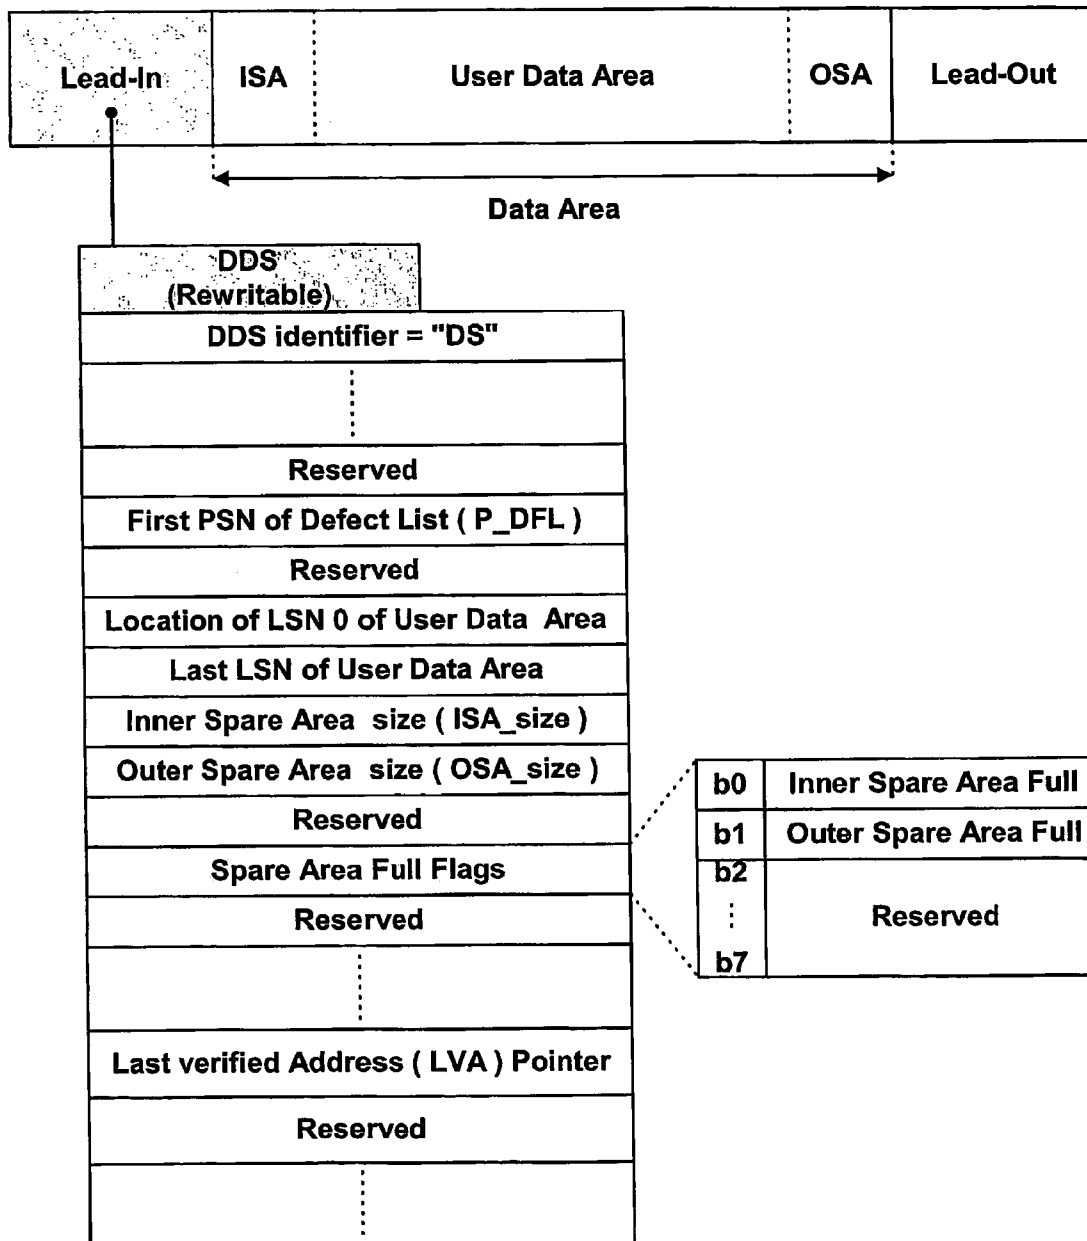 Lead-In
ISA
User Data Area
OSA
Lead-Out
Data Area
DDS
(Rewritable)
DDS identifier = "DS"
Reserved
First PSN of Defect List ( P_DFL )
Reserved
Location of LSN 0 of User Data Area
Last LSN of User Data Area
Inner Spare Area size ( ISA_size )
Outer Spare Area size ( OSA_size )
Reserved
Spare Area Full Flags
Reserved
Last verified Address ( LVA ) Pointer
Reserved
b0 Inner Spare Area Full
b1 Outer Spare Area Full
b2
Reserved
b7